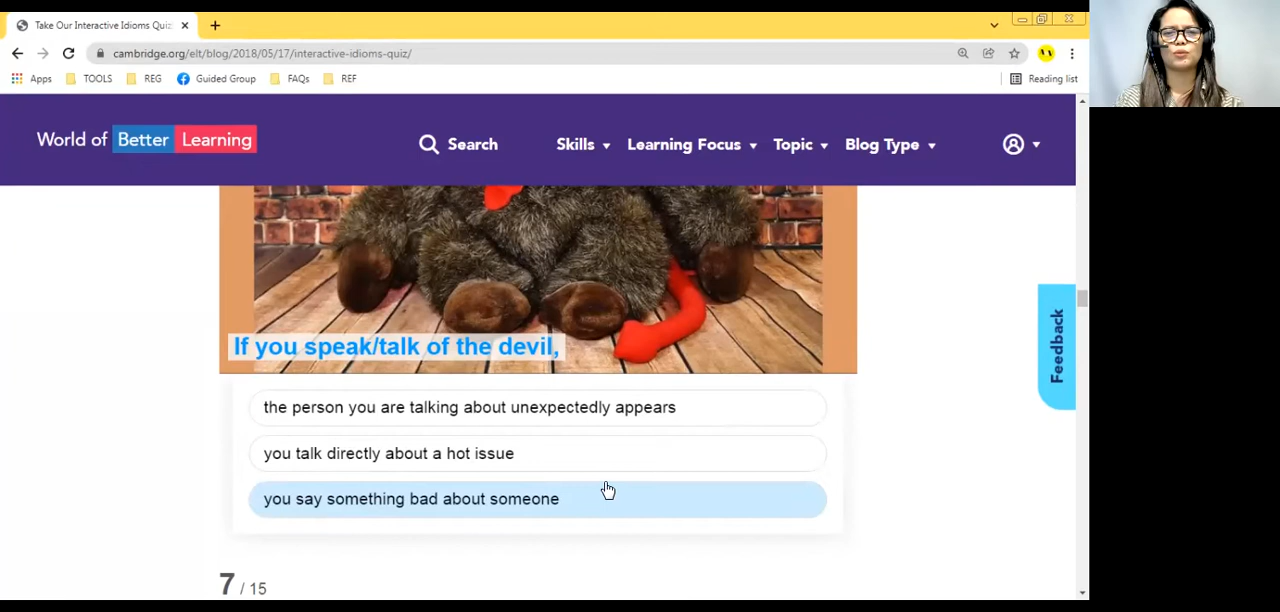 Take Our Interactive Idioms Quiz
cambridge.org/elt/blog/2018/05/17/interactive-idioms-quiz/
Apps TOOLS REG Guided Group FAQs REF Reading list
World of Better Learning Search Skills Learning Focus Topic Blog Type
If you speak/talk of the devil,
the person you are talking about unexpectedly appears
you talk directly about a hot issue
you say something bad about someone
7 / 15
Feedback